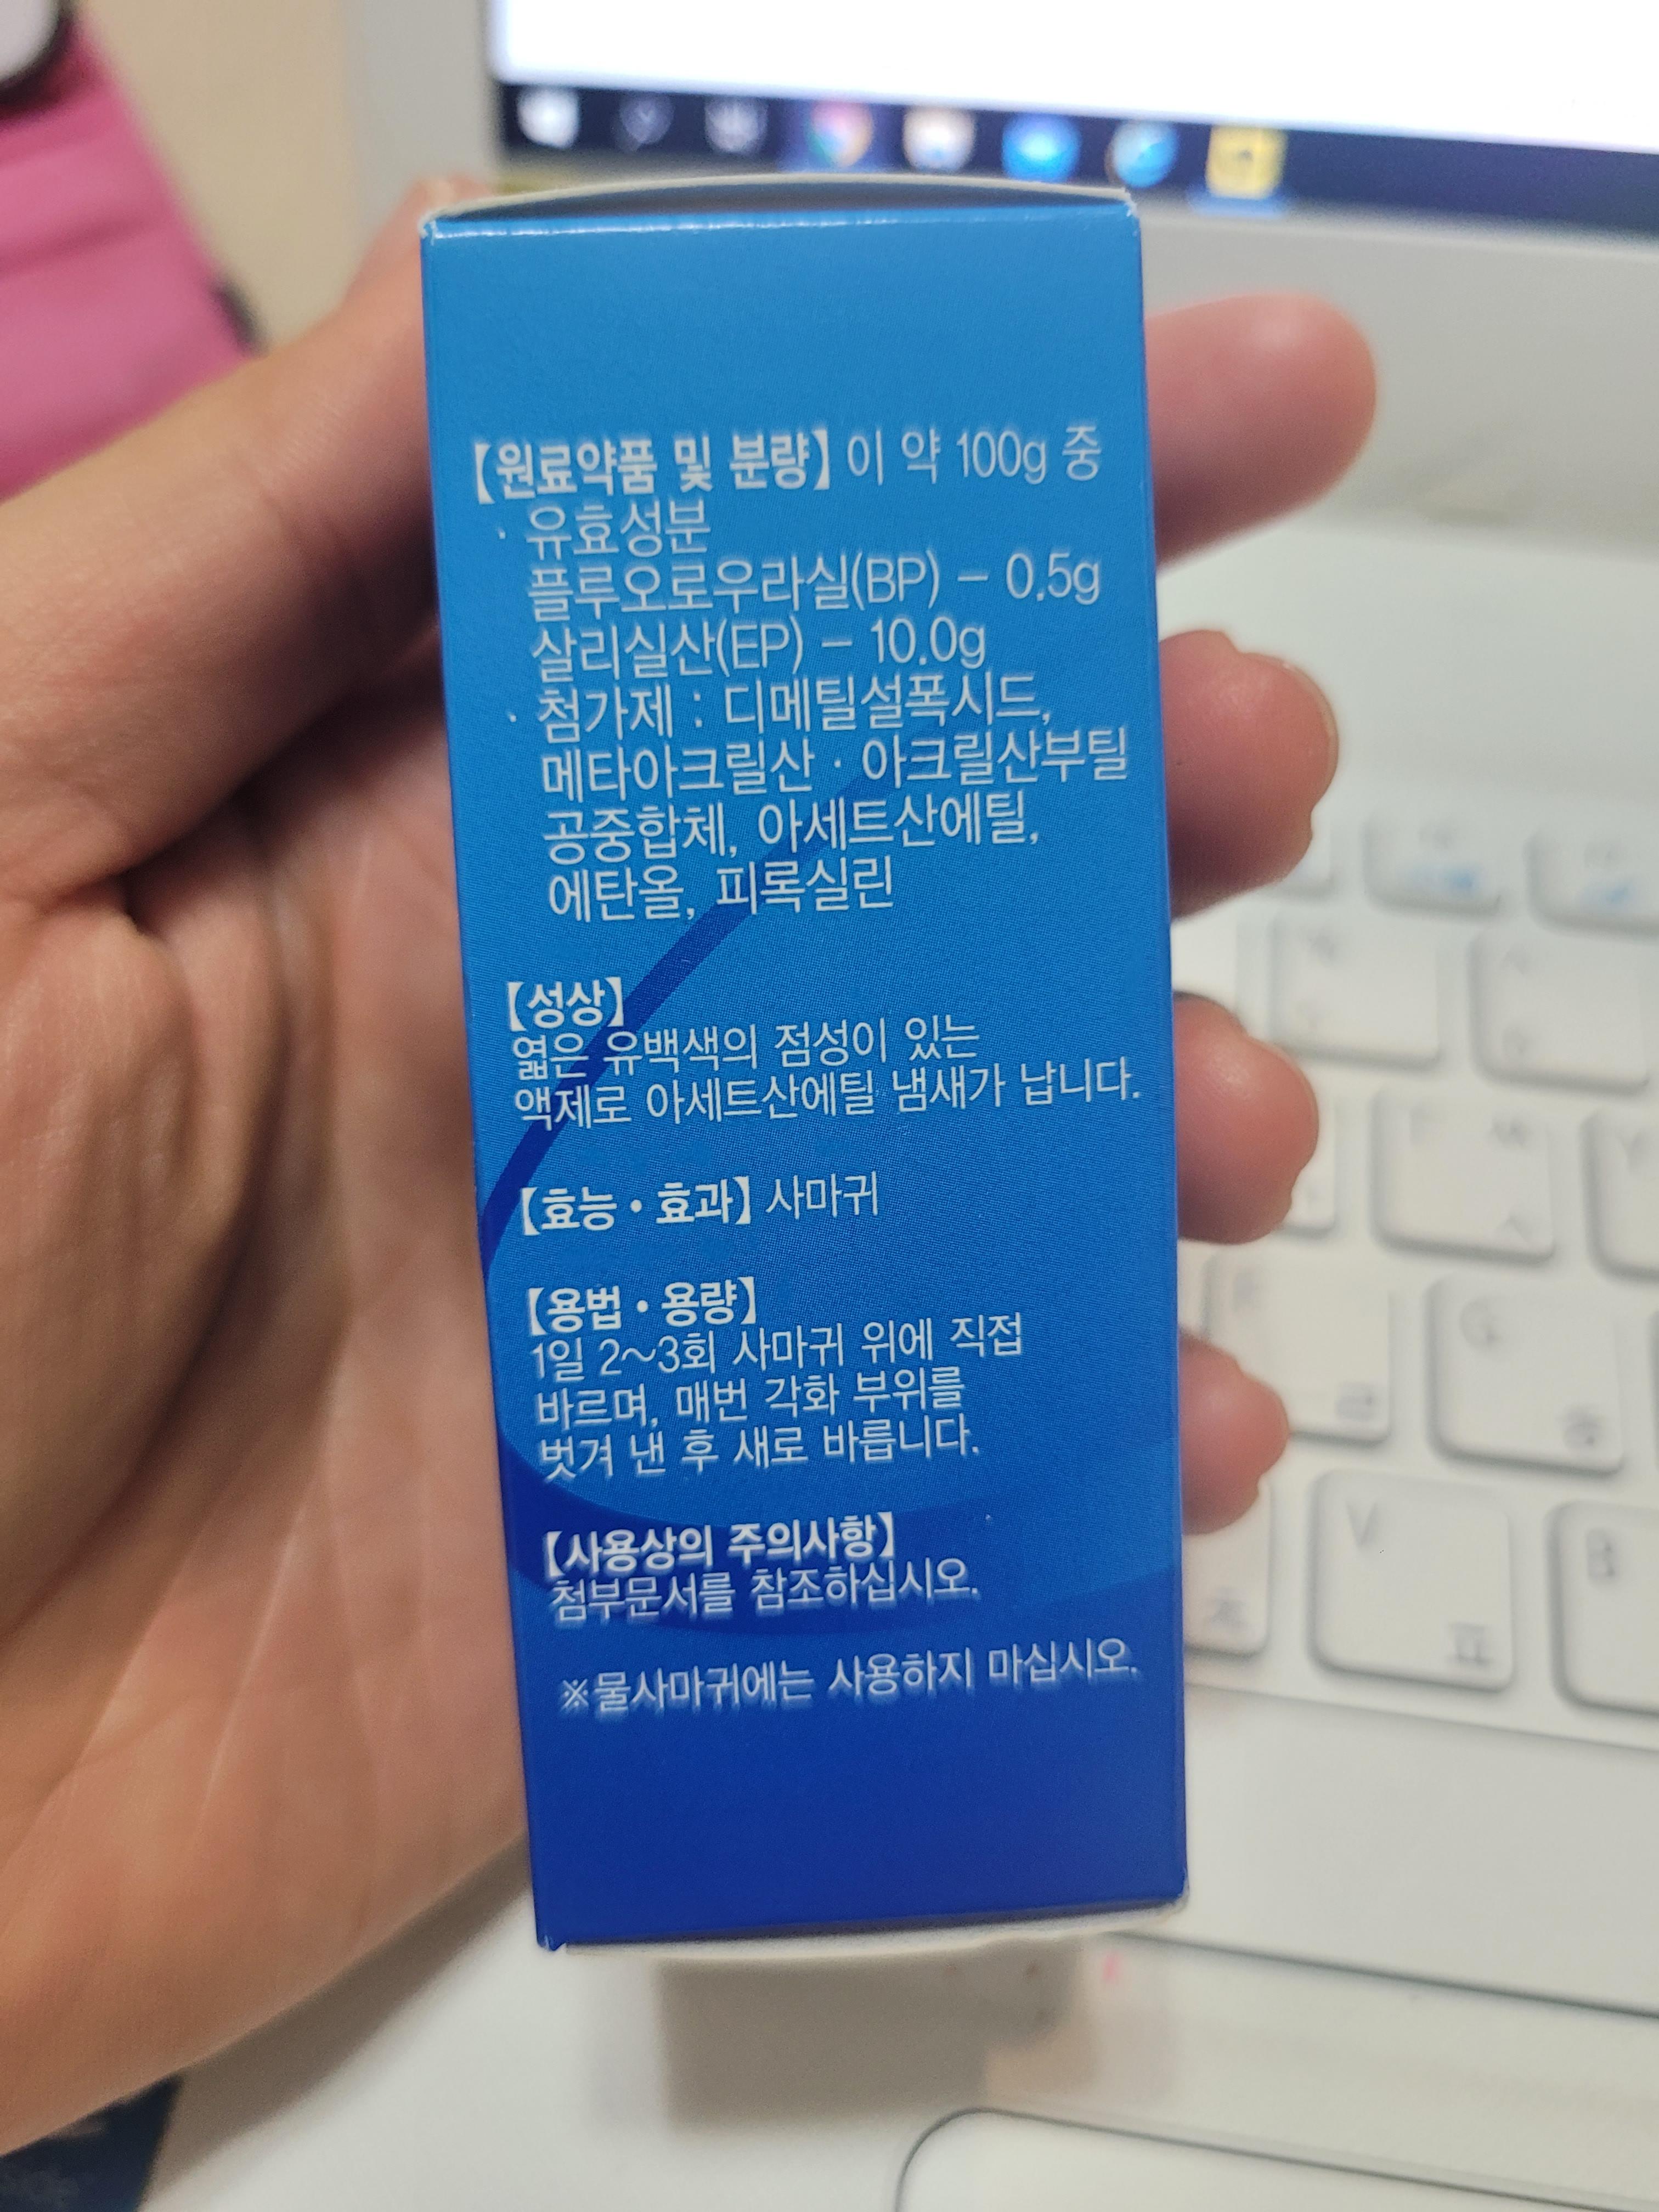 【원료약품 및 분량】 이 약 100g 중
· 유효성분
플루오로우라실(BP) – 0.5g
살리실산(EP) – 10.0g
· 첨가제 : 디메틸설폭시드,
메타아크릴산 · 아크릴산부틸
공중합체, 아세트산에틸,
에탄올, 피록실린
【성상】
엷은 유백색의 점성이 있는
액제로 아세트산에틸 냄새가 납니다.
【효능 • 효과】 사마귀
【용법 • 용량】
1일 2~3회 사마귀 위에 직접
바르며, 매번 각화 부위를
벗겨 낸 후 새로 바릅니다.
【사용상의 주의사항】
첨부문서를 참조하십시오.
※물사마귀에는 사용하지 마십시오.
G
ㅎ
ㄹ
V
ㅍ
B
ㅊ